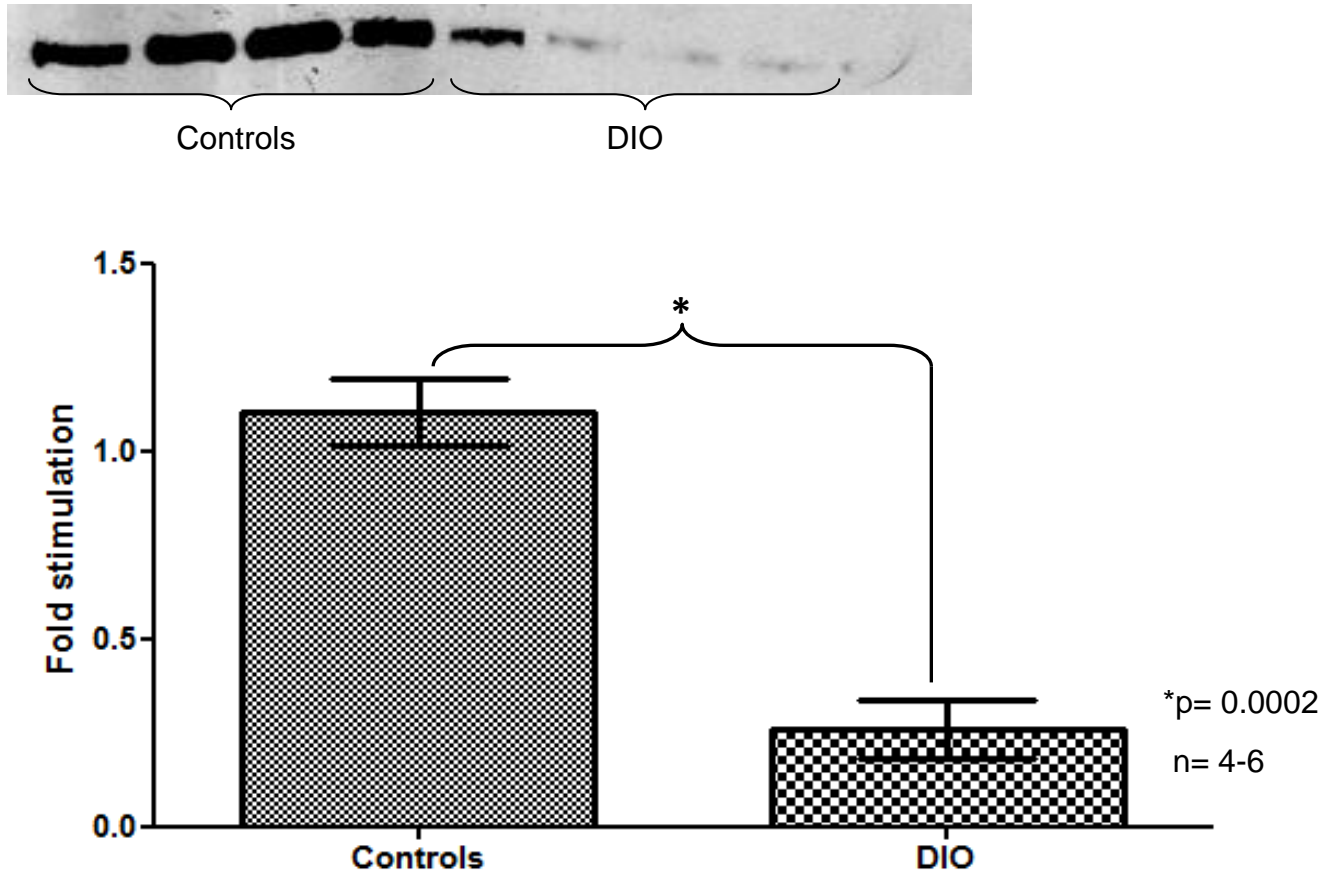 Controls DIO
1.5
*
1.0
Fold stimulation
0.5
*p= 0.0002
n= 4-6
0.0
Controls DIO